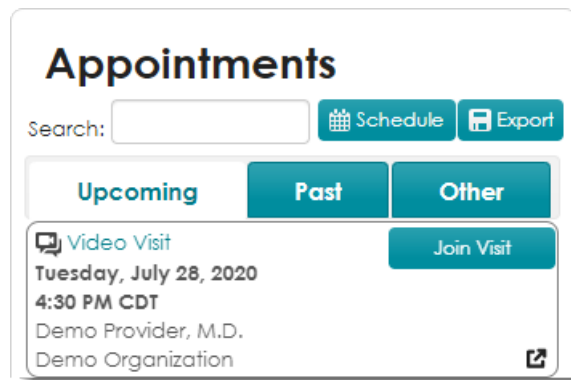 Appointments
Search: Schedule Export
Upcoming Past Other
Video Visit Join Visit
Tuesday, July 28, 2020
4:30 PM CDT
Demo Provider, M.D.
Demo Organization